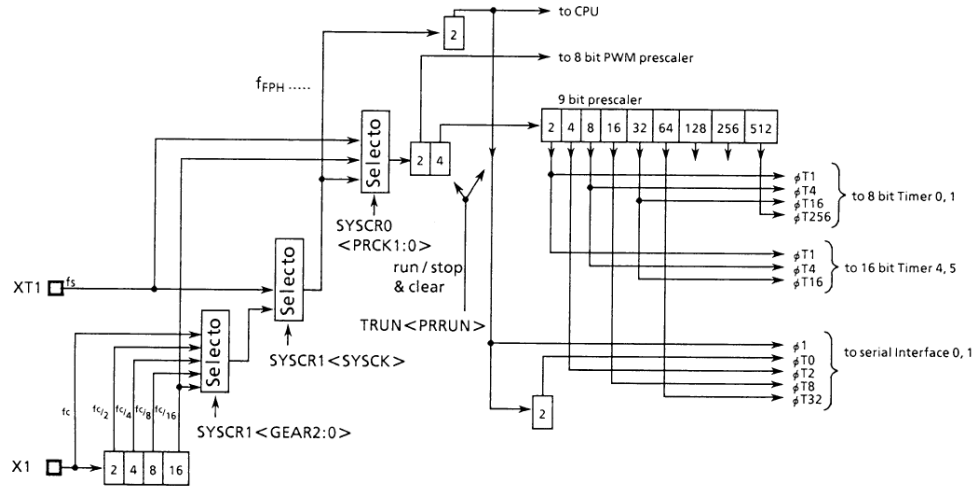 to CPU
2
to 8 bit PWM prescaler
fFPH .....
9 bit prescaler
2 4 8 16 32 64 128 256 512
Selecto
2 4
φT1
φT4
φT16
φT256
to 8 bit Timer 0, 1
SYSCR0
<PRCK1:0>
run / stop
& clear
φT1
φT4
φT16
to 16 bit Timer 4, 5
XT1
fs
Selecto
TRUN<PRRUN>
Selecto
SYSCR1<SYSCK>
φ1
φT0
φT2
φT8
φT32
to serial Interface 0, 1
2
fc
fc/2
fc/4
fc/8
fc/16
SYSCR1<GEAR2:0>
X1
2 4 8 16